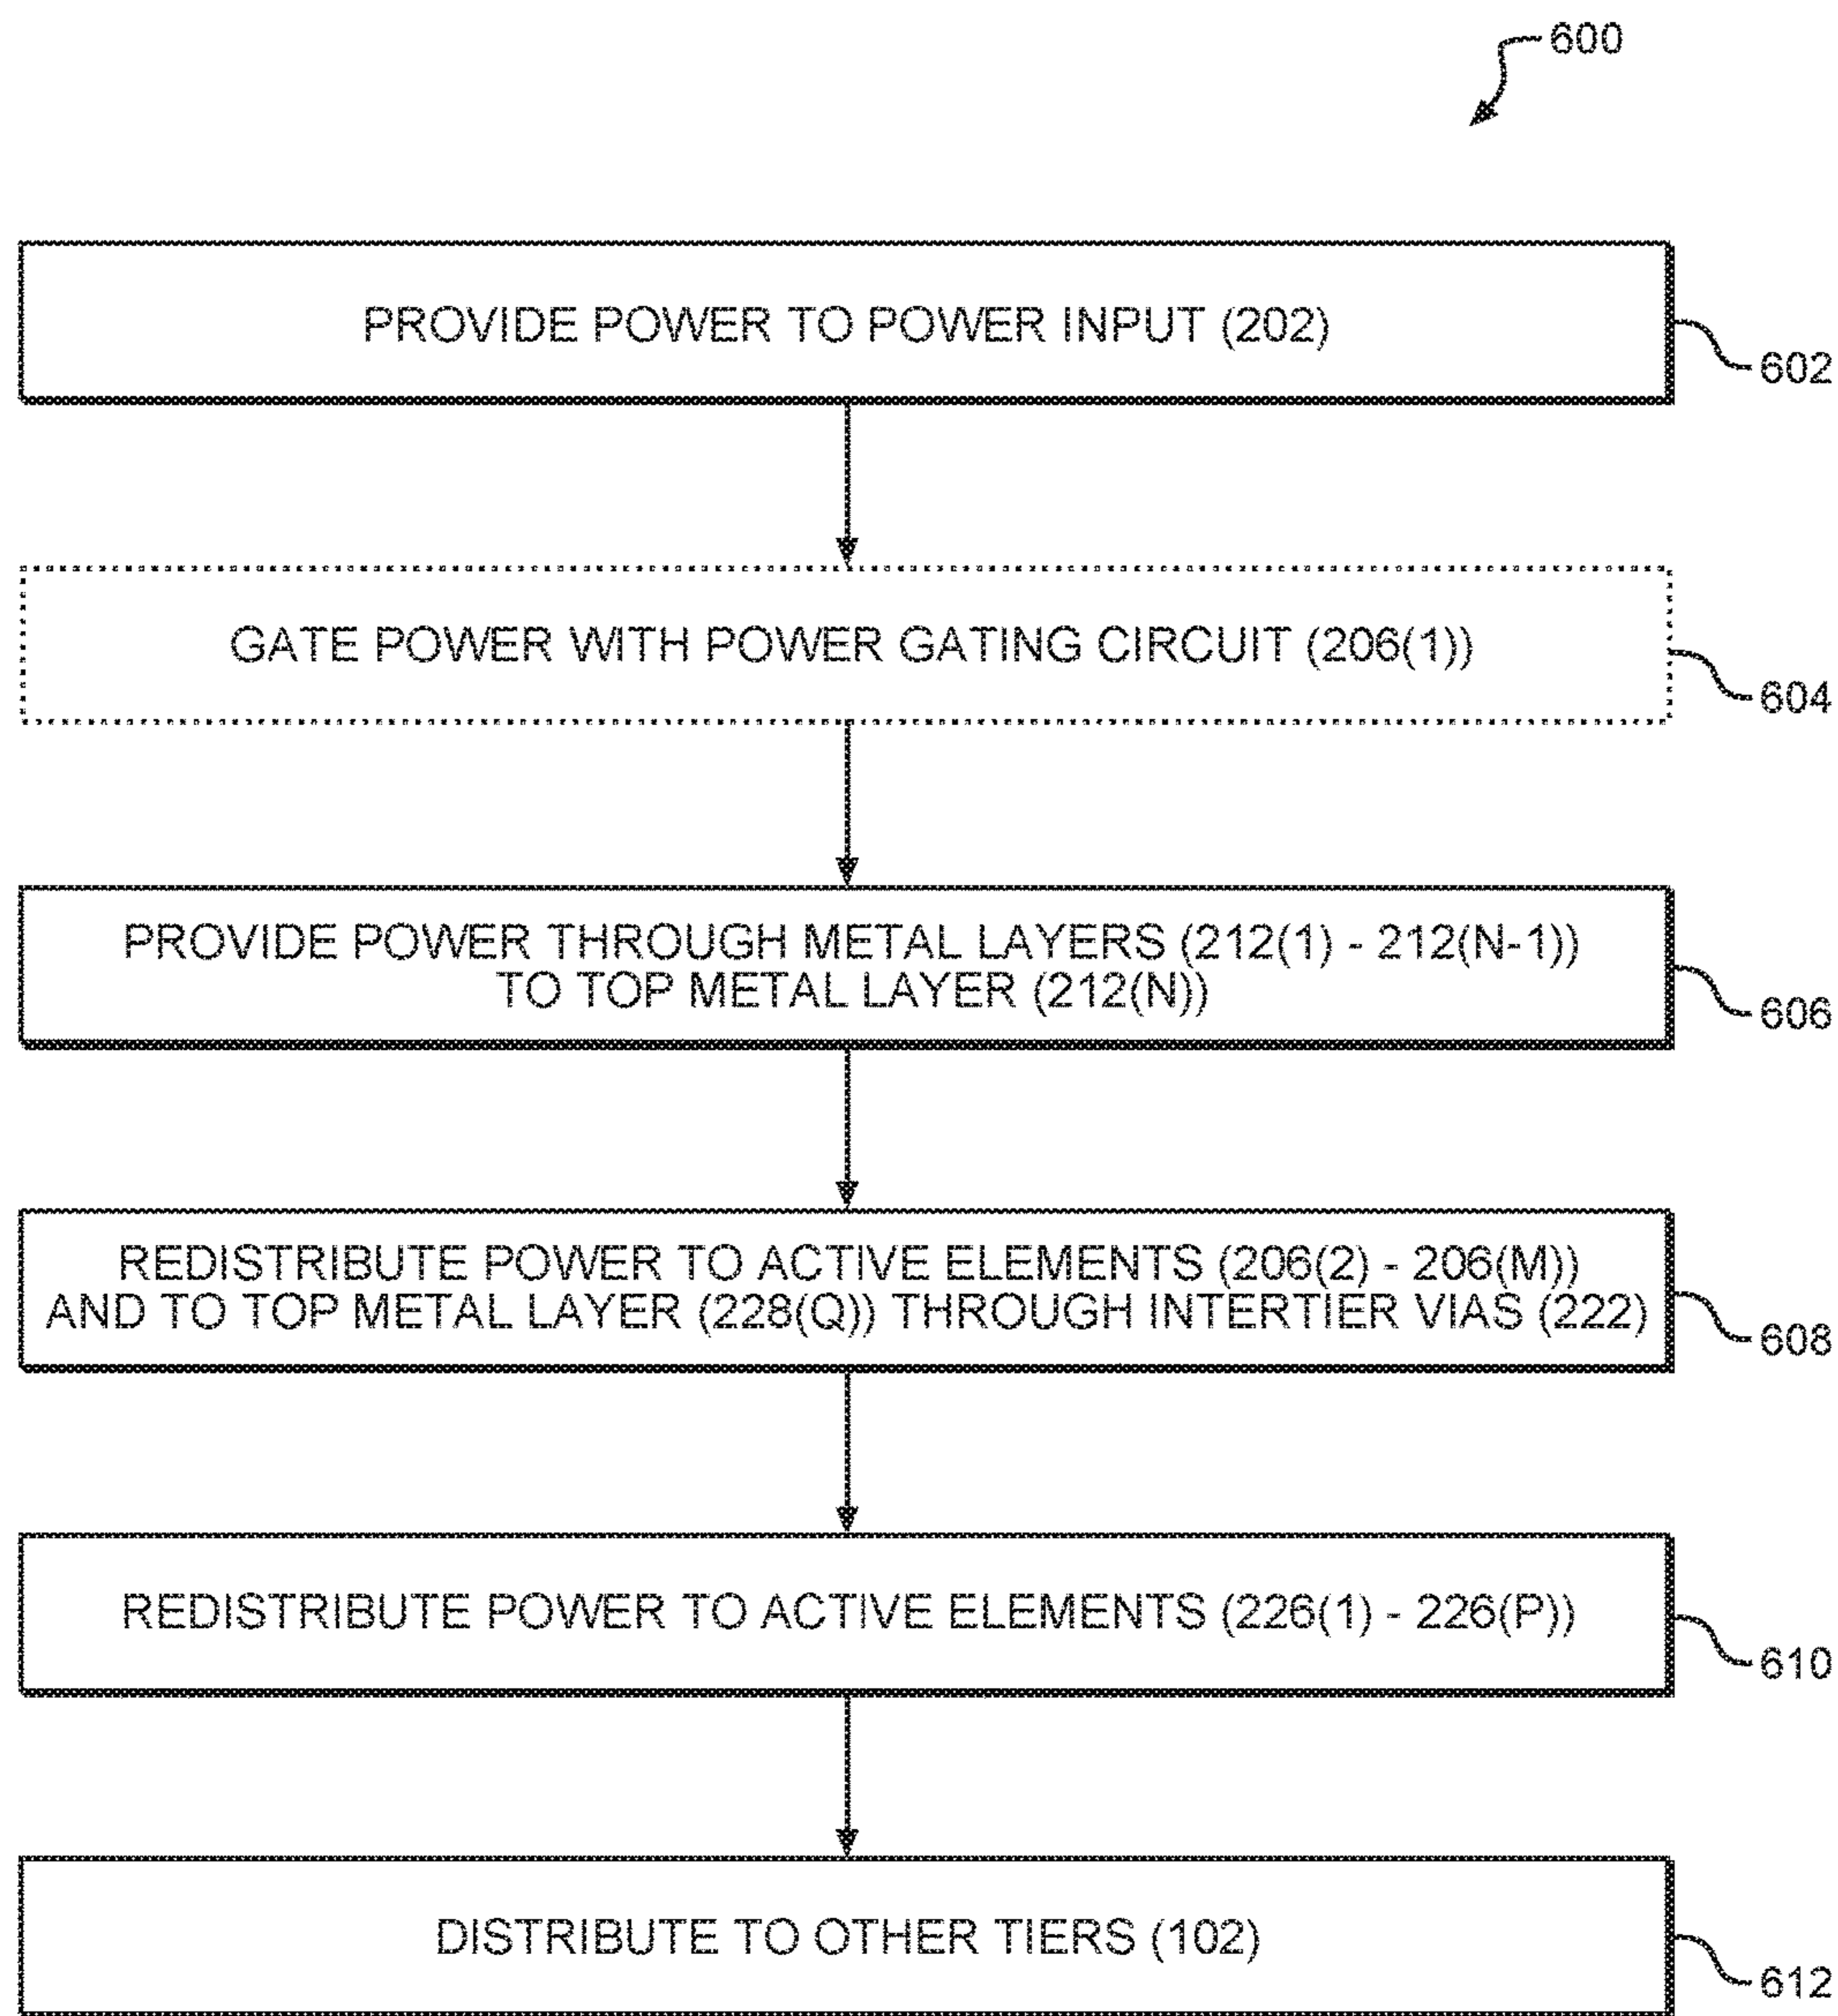 600
PROVIDE POWER TO POWER INPUT (202)
602
GATE POWER WITH POWER GATING CIRCUIT (206(1))
604
PROVIDE POWER THROUGH METAL LAYERS (212(1) - 212(N-1))
TO TOP METAL LAYER (212(N))
606
REDISTRIBUTE POWER TO ACTIVE ELEMENTS (206(2) - 206(M))
AND TO TOP METAL LAYER (228(Q)) THROUGH INTERTIER VIAS (222)
608
REDISTRIBUTE POWER TO ACTIVE ELEMENTS (226(1) - 226(P))
610
DISTRIBUTE TO OTHER TIERS (102)
612